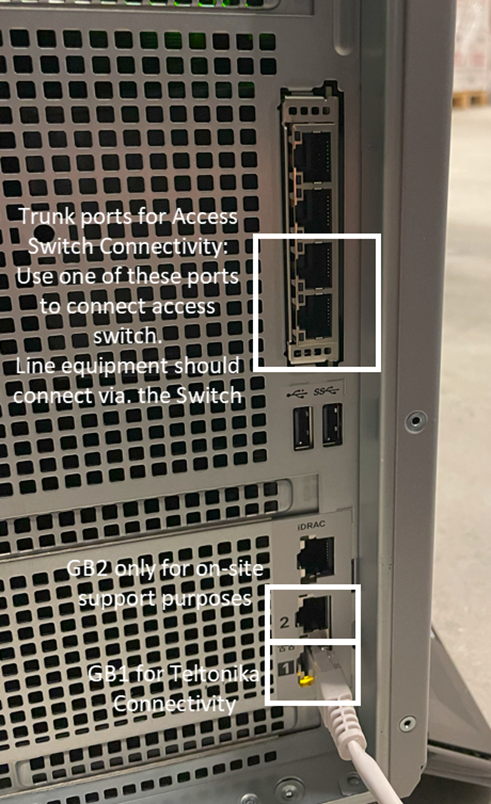 Trunk ports for Access
Switch Connectivity:
Use one of these ports
to connect access
switch.
Line equipment should
connect via. the Switch
SS
iDRAC
GB2 only for on-site
support purposes
2
1
GB1 for Teltonika
Connectivity